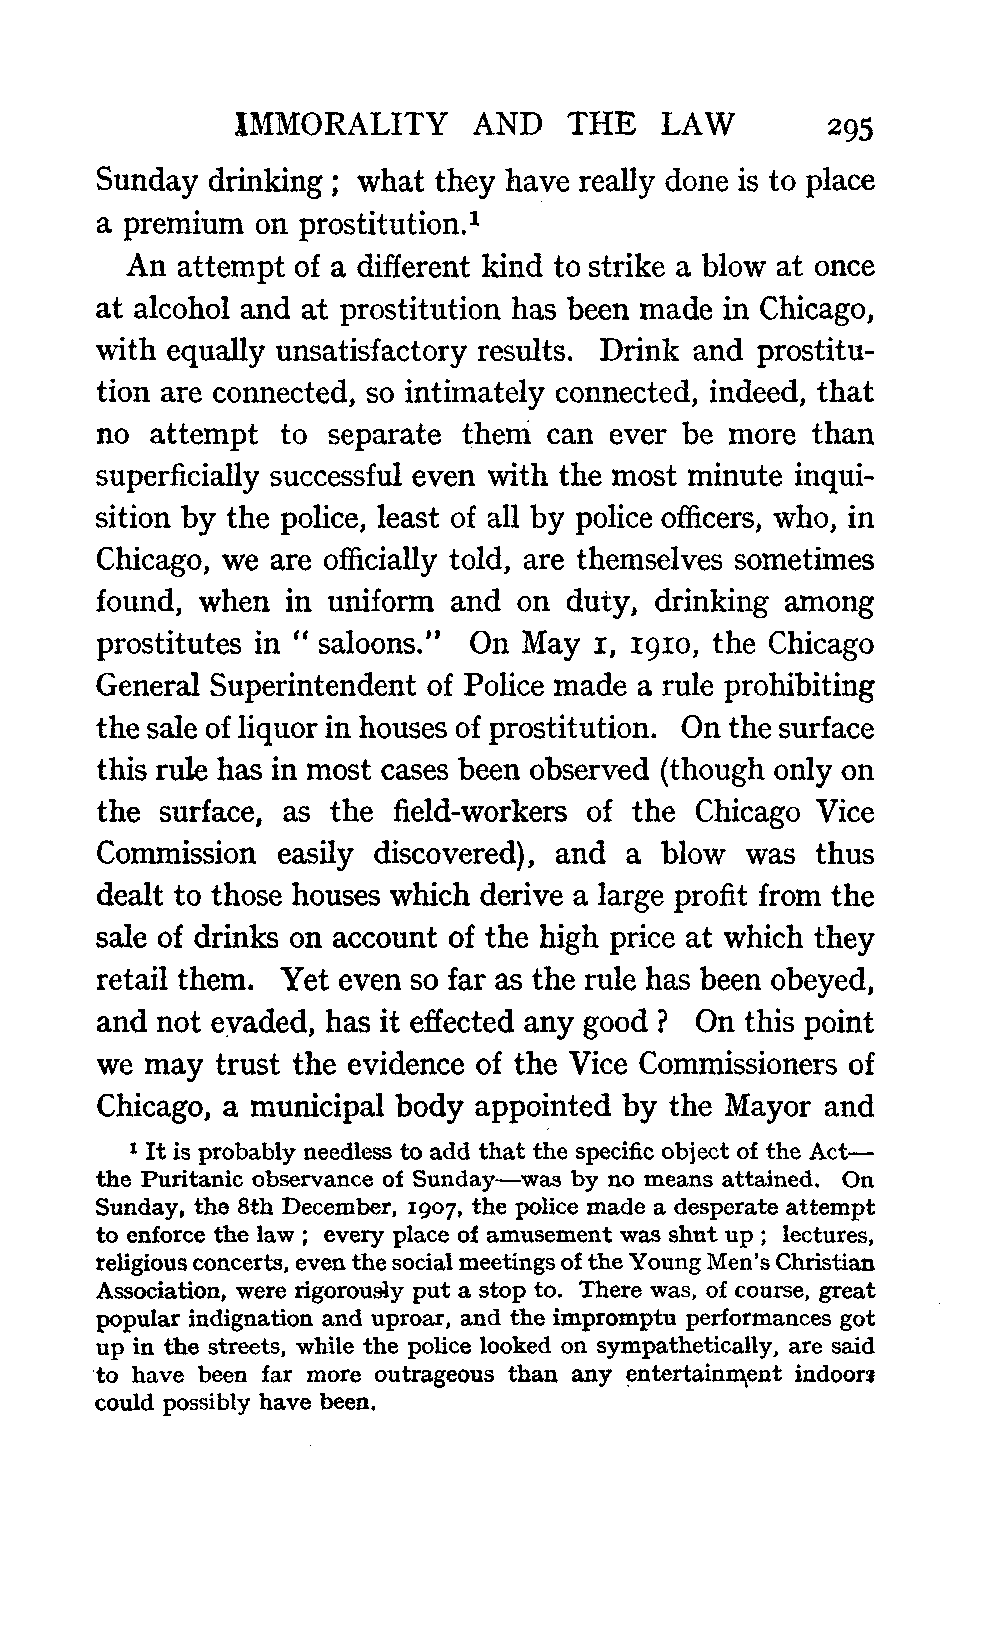 IMMORALITY AND THE LAW 295
Sunday drinking ; what they have really done is to place
a premium on prostitution.¹
An attempt of a different kind to strike a blow at once
at alcohol and at prostitution has been made in Chicago,
with equally unsatisfactory results. Drink and prostitu-
tion are connected, so intimately connected, indeed, that
no attempt to separate them can ever be more than
superficially successful even with the most minute inqui-
sition by the police, least of all by police officers, who, in
Chicago, we are officially told, are themselves sometimes
found, when in uniform and on duty, drinking among
prostitutes in " saloons." On May 1, 1910, the Chicago
General Superintendent of Police made a rule prohibiting
the sale of liquor in houses of prostitution. On the surface
this rule has in most cases been observed (though only on
the surface, as the field-workers of the Chicago Vice
Commission easily discovered), and a blow was thus
dealt to those houses which derive a large profit from the
sale of drinks on account of the high price at which they
retail them. Yet even so far as the rule has been obeyed,
and not evaded, has it effected any good ? On this point
we may trust the evidence of the Vice Commissioners of
Chicago, a municipal body appointed by the Mayor and
¹ It is probably needless to add that the specific object of the Act—
the Puritanic observance of Sunday—was by no means attained. On
Sunday, the 8th December, 1907, the police made a desperate attempt
to enforce the law ; every place of amusement was shut up ; lectures,
religious concerts, even the social meetings of the Young Men's Christian
Association, were rigorously put a stop to. There was, of course, great
popular indignation and uproar, and the impromptu performances got
up in the streets, while the police looked on sympathetically, are said
to have been far more outrageous than any entertainment indoors
could possibly have been.